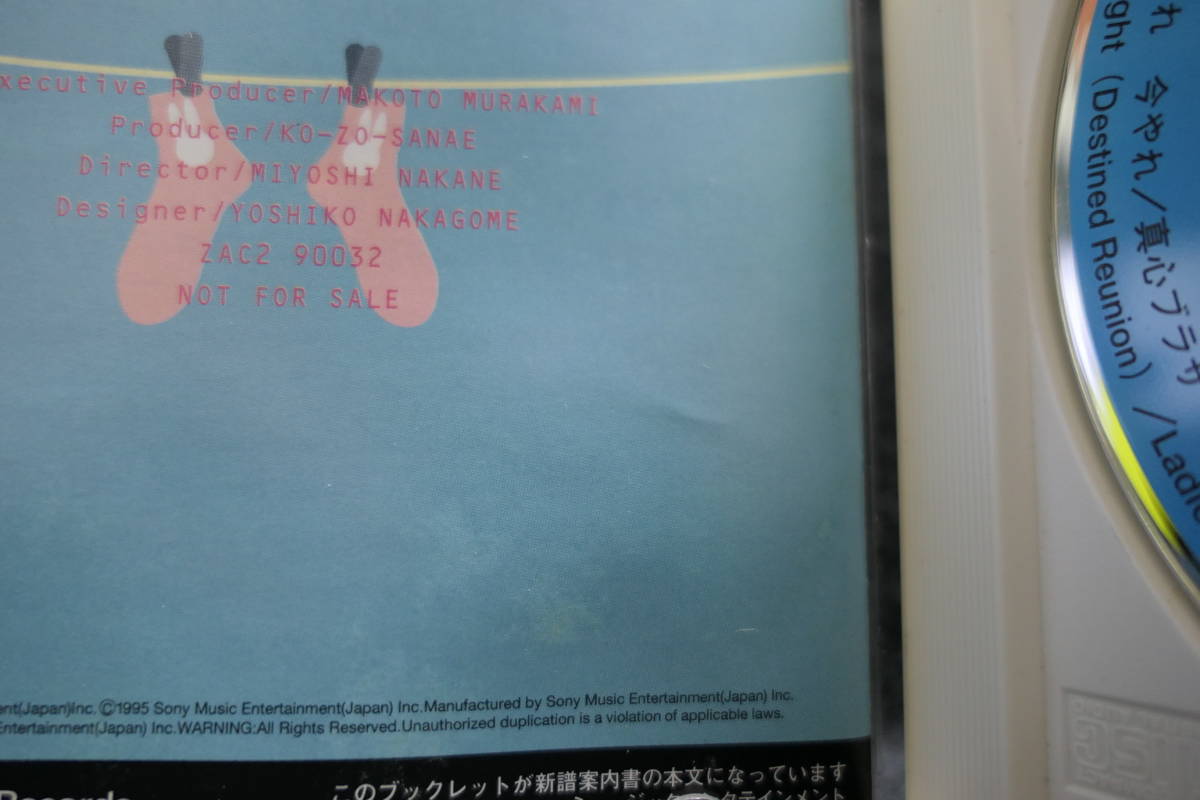 xecutive Producer/MAKOTO MURAKAMI
Producer/KO-ZO-SANAE
Director/MIYOSHI NAKANE
Designer/YOSHIKO NAKAGOME
ZAC2 90032
NOT FOR SALE
ent(Japan)Inc. ©1995 Sony Music Entertainment(Japan) Inc.Manufactured by Sony Music Entertainment(Japan) Inc.
Entertainment(Japan) Inc.WARNING:All Rights Reserved.Unauthorized duplication is a violation of applicable laws.
このブックレットが新譜案内書の本文になっています
Records
れ 今やれ/真心ブラザ
ght (Destined Reunion) /Ladie